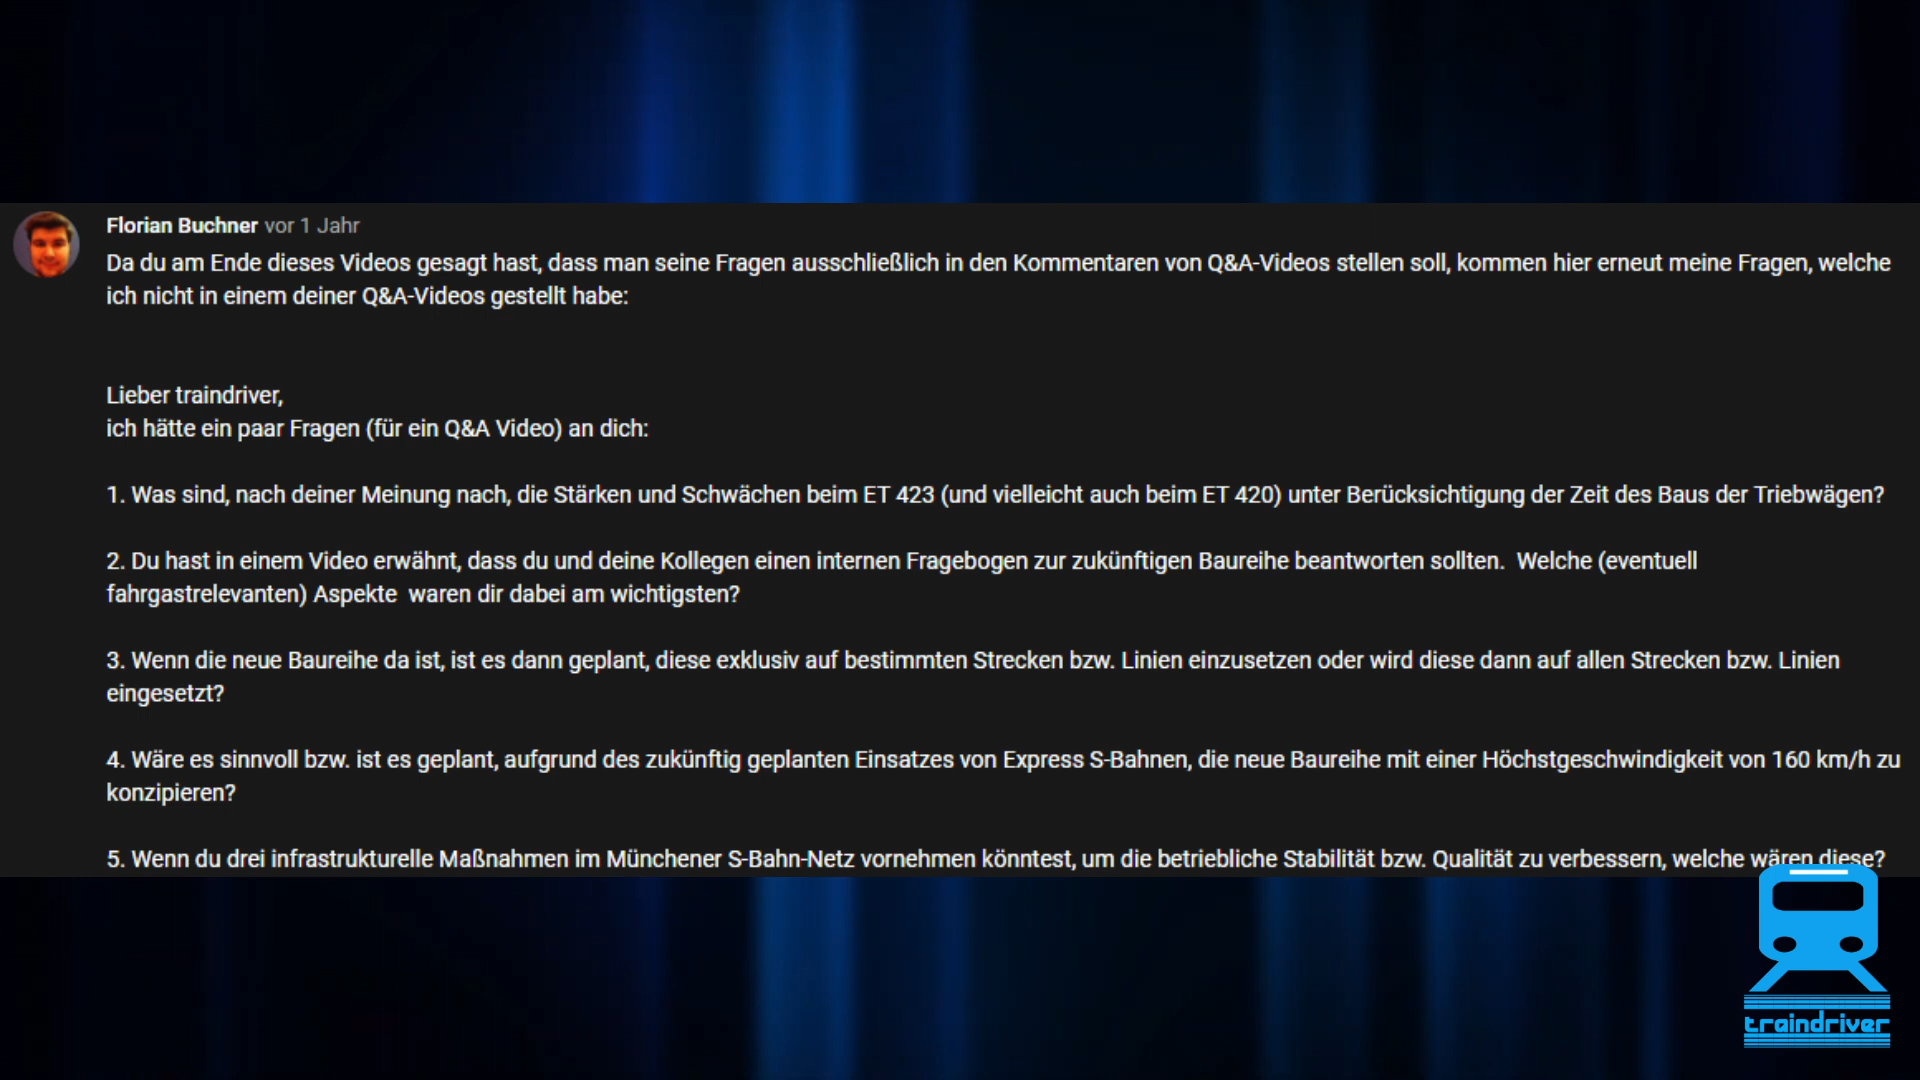 Florian Buchner vor 1 Jahr
Da du am Ende dieses Videos gesagt hast, dass man seine Fragen ausschließlich in den Kommentaren von Q&A-Videos stellen soll, kommen hier erneut meine Fragen, welche
ich nicht in einem deiner Q&A-Videos gestellt habe:
Lieber traindriver,
ich hätte ein paar Fragen (für ein Q&A Video) an dich:
1. Was sind, nach deiner Meinung nach, die Stärken und Schwächen beim ET 423 (und vielleicht auch beim ET 420) unter Berücksichtigung der Zeit des Baus der Triebwägen?
2. Du hast in einem Video erwähnt, dass du und deine Kollegen einen internen Fragebogen zur zukünftigen Baureihe beantworten sollten.  Welche (eventuell
fahrgastrelevanten) Aspekte  waren dir dabei am wichtigsten?
3. Wenn die neue Baureihe da ist, ist es dann geplant, diese exklusiv auf bestimmten Strecken bzw. Linien einzusetzen oder wird diese dann auf allen Strecken bzw. Linien
eingesetzt?
4. Wäre es sinnvoll bzw. ist es geplant, aufgrund des zukünftig geplanten Einsatzes von Express S-Bahnen, die neue Baureihe mit einer Höchstgeschwindigkeit von 160 km/h zu
konzipieren?
5. Wenn du drei infrastrukturelle Maßnahmen im Münchener S-Bahn-Netz vornehmen könntest, um die betriebliche Stabilität bzw. Qualität zu verbessern, welche wären diese?
traindriver